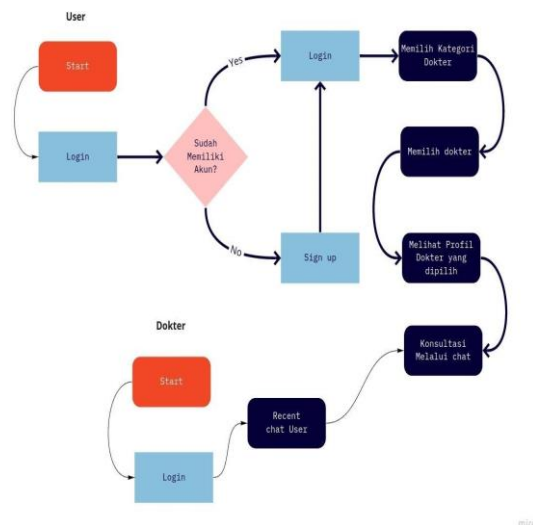 User
Start
Login
Sudah
Memiliki
Akun?
Yes
No
Login
Sign up
Memilih Kategori
Dokter
Memilih dokter
Melihat Profil
Dokter yang
dipilih
Konsultasi
Melalui chat
Dokter
Start
Login
Recent
chat User